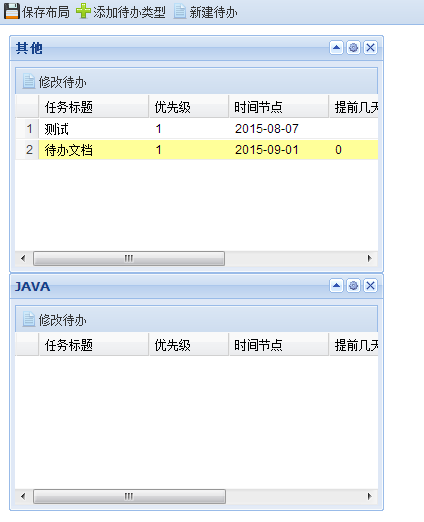 保存布局 添加待办类型 新建待办
其他
修改待办
任务标题 优先级 时间节点 提前几天
1 测试 1 2015-08-07
2 待办文档 1 2015-09-01 0
JAVA
修改待办
任务标题 优先级 时间节点 提前几天